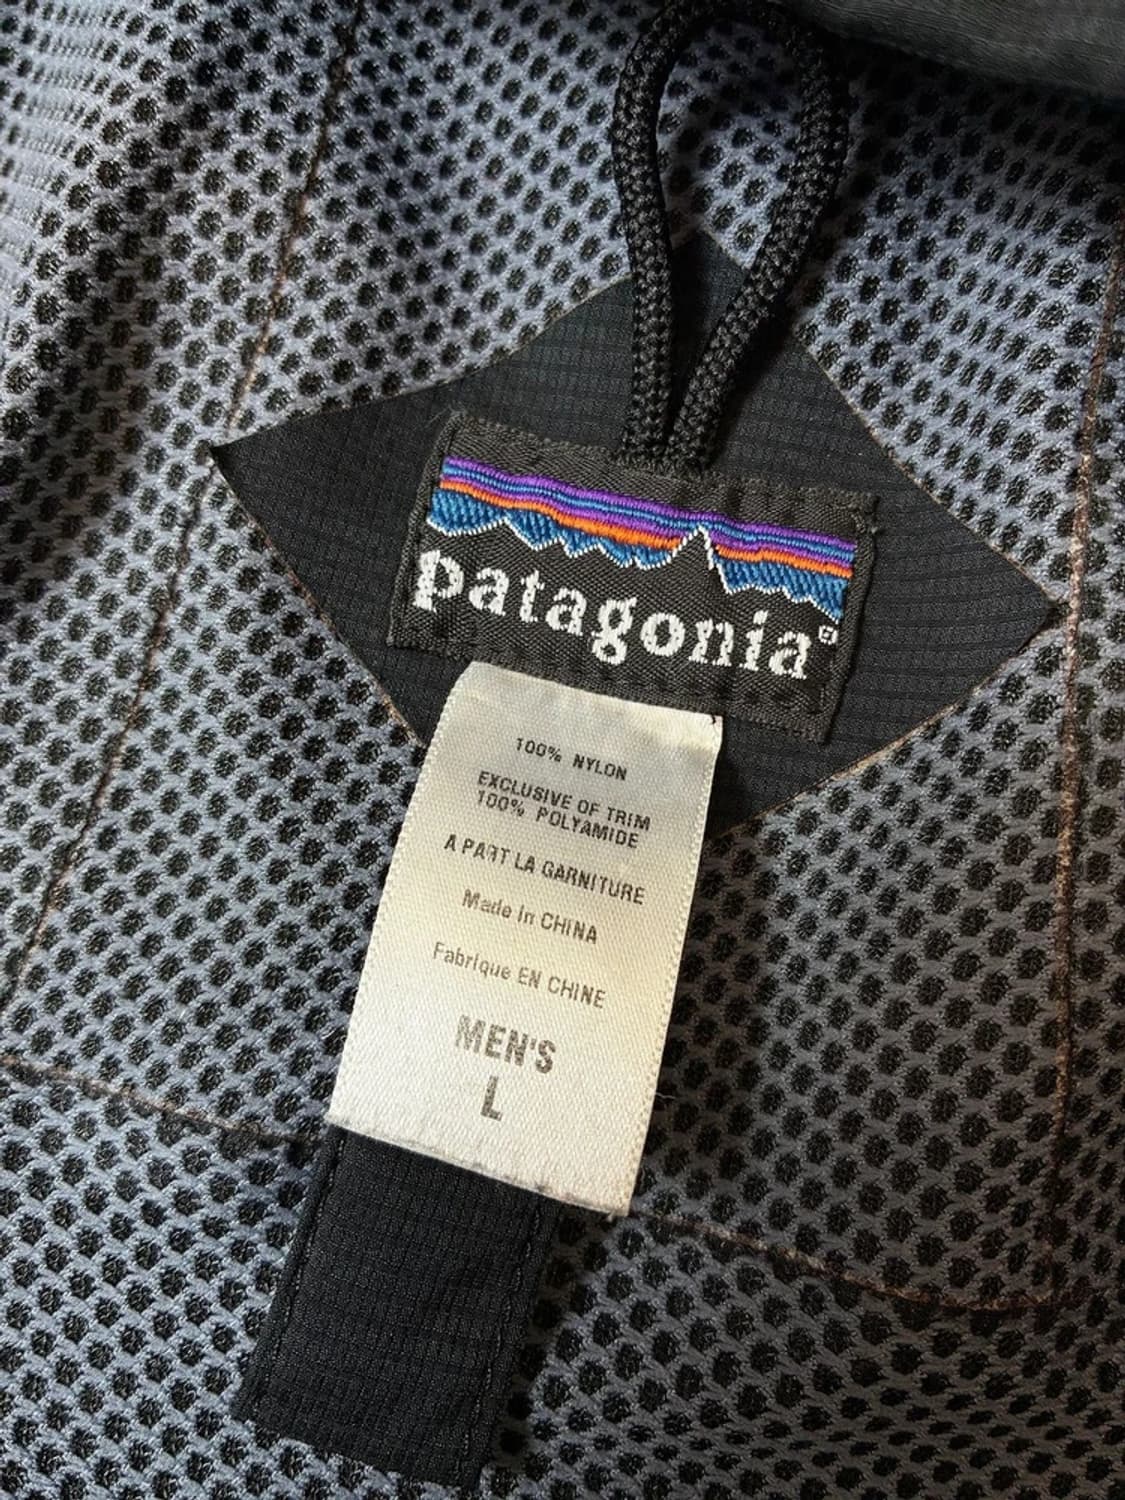 patagonia®
100% NYLON
EXCLUSIVE OF TRIM
100% POLYAMIDE
A PART LA GARNITURE
Made In CHINA
Fabrique EN CHINE
MEN'S
L